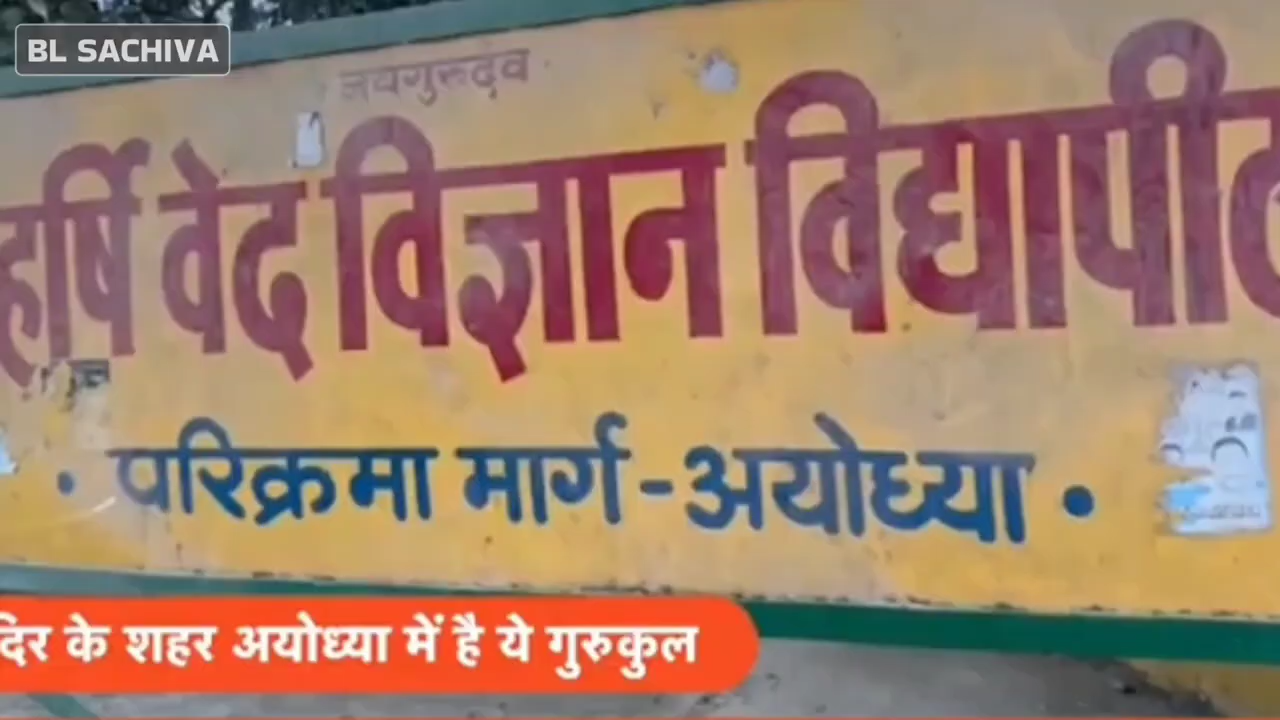 BL SACHIVA
जयगुरुदेव
हर्षि वेद विज्ञान विद्यापी
• परिक्रमा मार्ग-अयोध्या •
दिर के शहर अयोध्या में है ये गुरुकुल